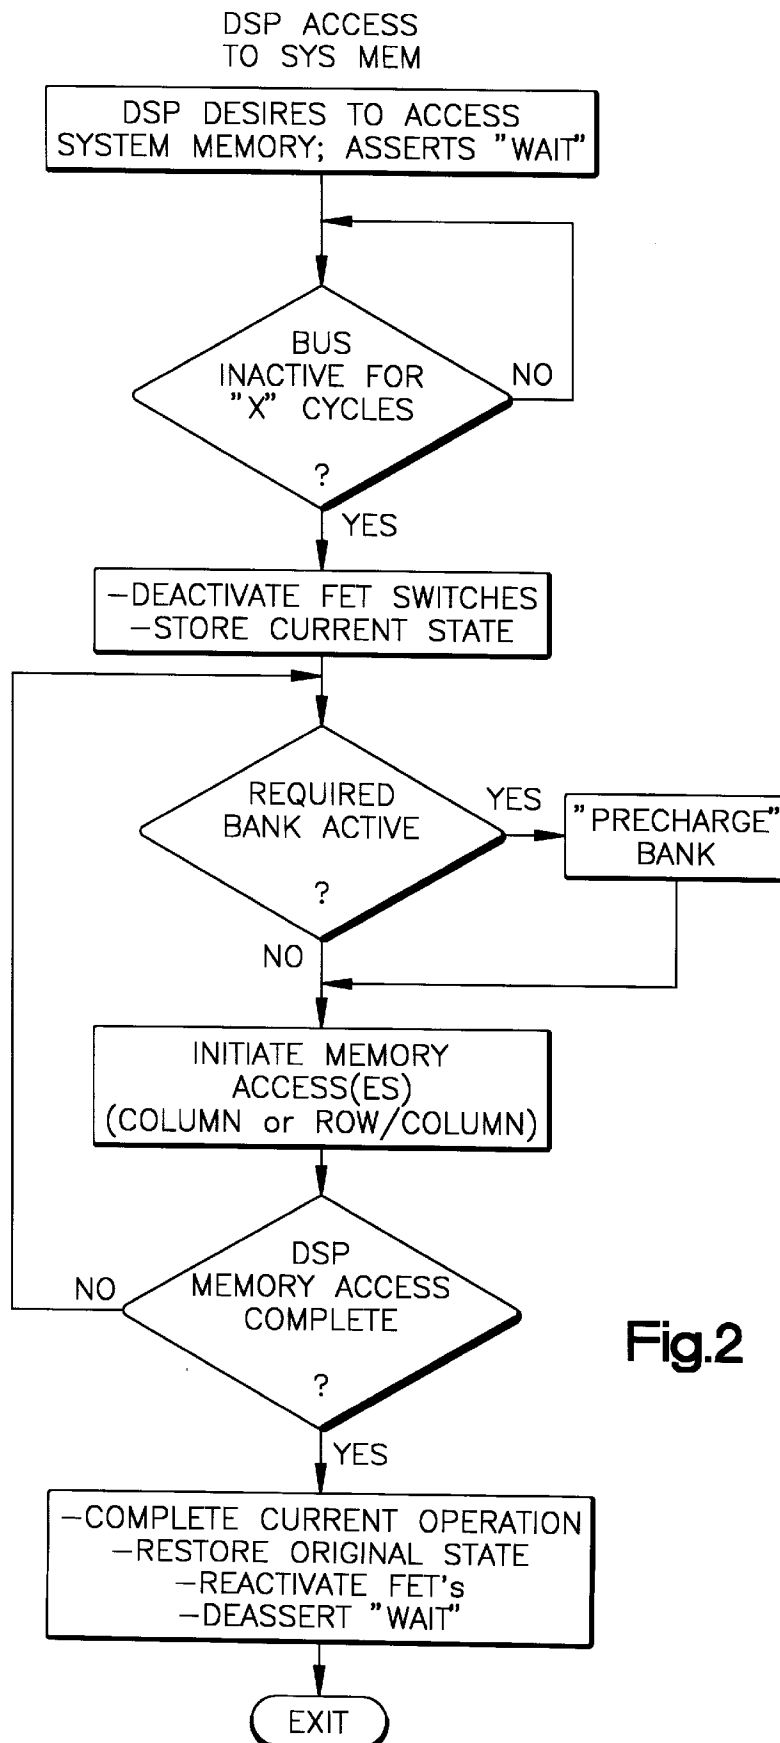 DSP ACCESS
TO SYS MEM
DSP DESIRES TO ACCESS
SYSTEM MEMORY; ASSERTS "WAIT"
BUS
INACTIVE FOR
"X" CYCLES
?
NO
YES
-DEACTIVATE FET SWITCHES
-STORE CURRENT STATE
REQUIRED
BANK ACTIVE
?
YES
"PRECHARGE"
BANK
NO
INITIATE MEMORY
ACCESS(ES)
(COLUMN or ROW/COLUMN)
DSP
MEMORY ACCESS
COMPLETE
?
NO
YES
Fig.2
-COMPLETE CURRENT OPERATION
-RESTORE ORIGINAL STATE
-REACTIVATE FET's
-DEASSERT "WAIT"
EXIT